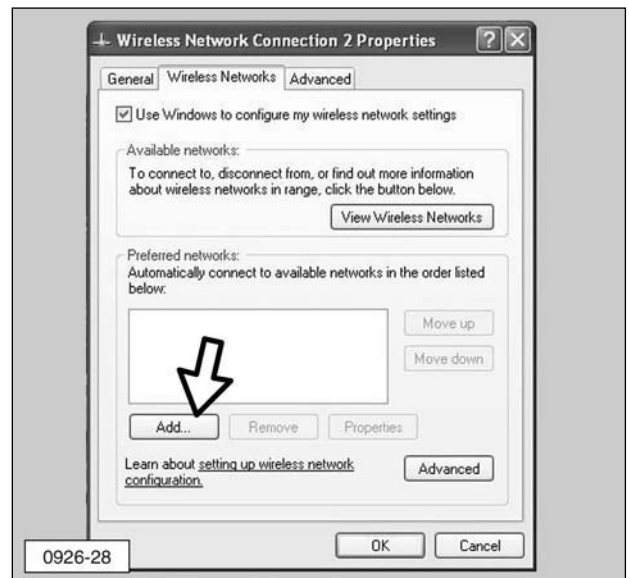 Wireless Network Connection 2 Properties
General Wireless Networks Advanced
Use Windows to configure my wireless network settings
Available networks:
To connect to, disconnect from, or find out more information
about wireless networks in range, click the button below.
View Wireless Networks
Preferred networks:
Automatically connect to available networks in the order listed
below:
Move up
Move down
Add... Remove Properties
Learn about setting up wireless network
configuration.
Advanced
OK Cancel
0926-28